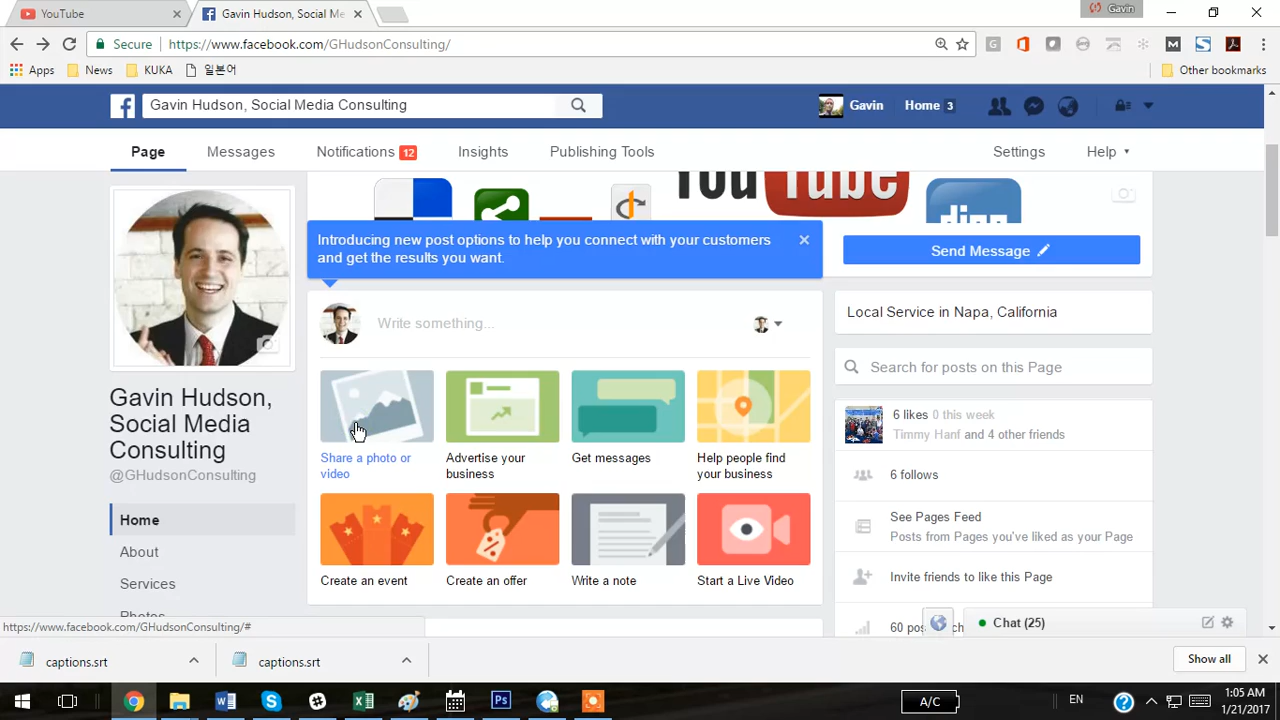 YouTube
Gavin Hudson, Social Me
Gavin
Secure
https://www.facebook.com/GHudsonConsulting/
Apps
News
KUKA
일본어
Other bookmarks
Gavin Hudson, Social Media Consulting
Gavin
Home 3
Page
Messages
Notifications 12
Insights
Publishing Tools
Settings
Help
YouTube
digg
Introducing new post options to help you connect with your customers
and get the results you want.
Send Message
Write something...
Local Service in Napa, California
Search for posts on this Page
Gavin Hudson,
Social Media
Consulting
@GHudsonConsulting
Share a photo or
video
Advertise your
business
Get messages
Help people find
your business
6 likes 0 this week
Timmy Hanf and 4 other friends
6 follows
See Pages Feed
Posts from Pages you've liked as your Page
Home
About
Services
Photos
Create an event
Create an offer
Write a note
Start a Live Video
Invite friends to like this Page
60
Chat (25)
https://www.facebook.com/GHudsonConsulting/#
captions.srt
captions.srt
Show all
A/C
EN
1:05 AM
1/21/2017